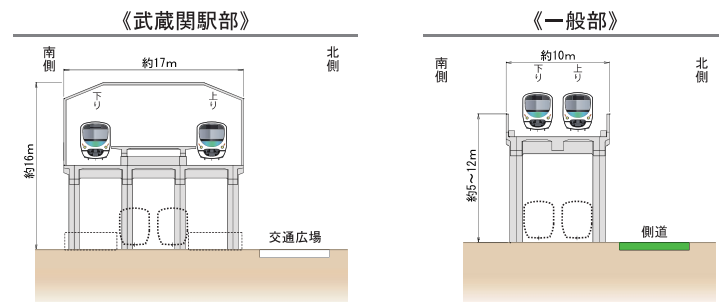 《武蔵関駅部》
南側
北側
約17m
下り
上り
約16m
交通広場
《一般部》
南側
北側
約10m
下り
上り
約5~12m
側道